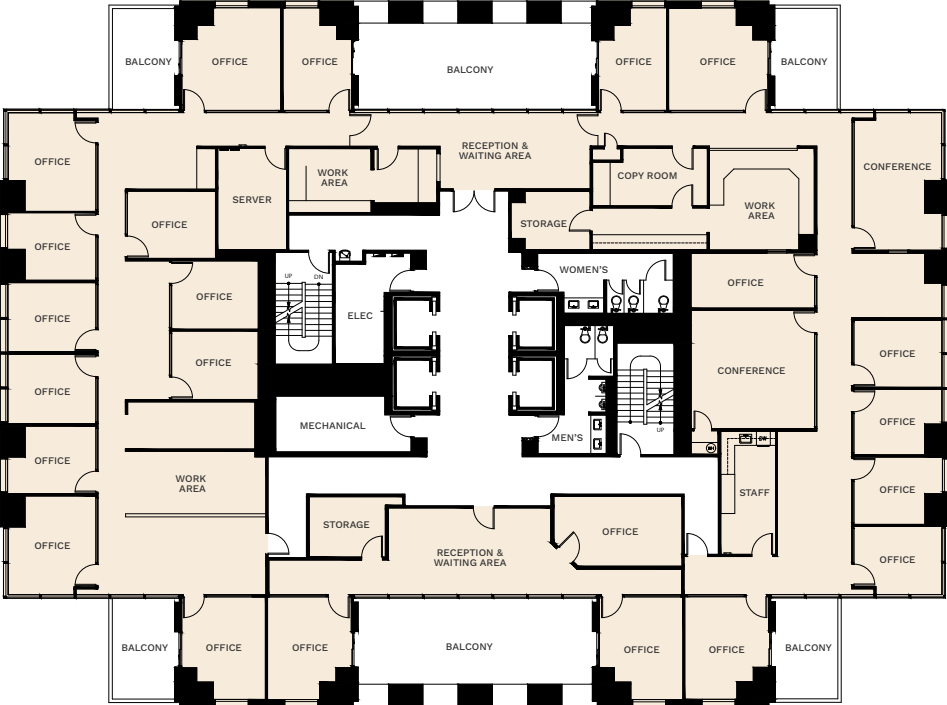 BALCONY
OFFICE
OFFICE
BALCONY
OFFICE
OFFICE
BALCONY
RECEPTION &
WAITING AREA
OFFICE
CONFERENCE
WORK
AREA
COPY ROOM
SERVER
WORK
AREA
OFFICE
STORAGE
OFFICE
WOMEN'S
UP
DN
OFFICE
OFFICE
OFFICE
ELEC
OFFICE
OFFICE
CONFERENCE
OFFICE
OFFICE
MECHANICAL
MEN'S
UP
OFFICE
DW
OFFICE
WORK
AREA
STAFF
OFFICE
STORAGE
OFFICE
OFFICE
RECEPTION &
WAITING AREA
OFFICE
BALCONY
OFFICE
OFFICE
BALCONY
OFFICE
OFFICE
BALCONY